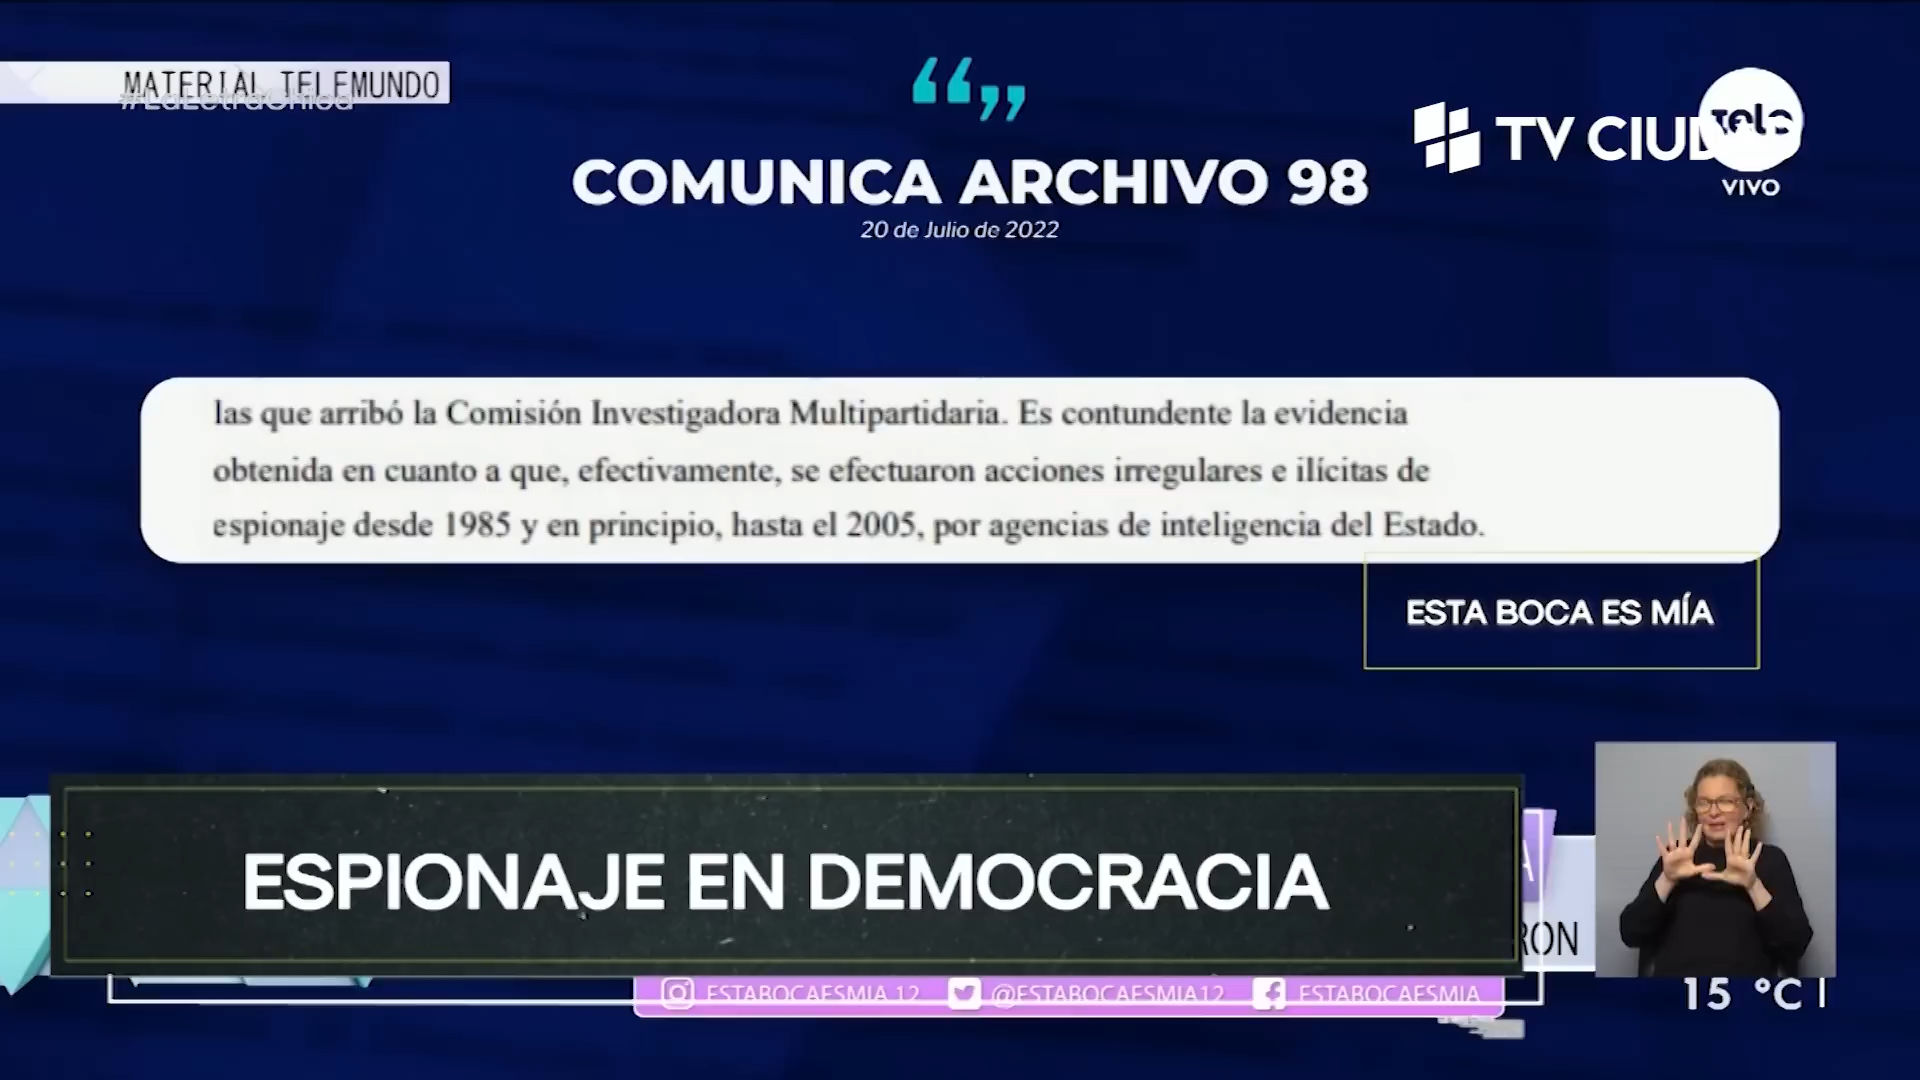 MATERIAL TELEMUNDO
#LaLetraChica
“„
COMUNICA ARCHIVO 98
20 de Julio de 2022
TV CIUDAD
tele
VIVO
las que arribó la Comisión Investigadora Multipartidaria. Es contundente la evidencia
obtenida en cuanto a que, efectivamente, se efectuaron acciones irregulares e ilícitas de
espionaje desde 1985 y en principio, hasta el 2005, por agencias de inteligencia del Estado.
ESTA BOCA ES MÍA
ESPIONAJE EN DEMOCRACIA
ESTABOCAESMIA.12 @ESTABOCAESMIA12 ESTABOCAESMIA
15 °C